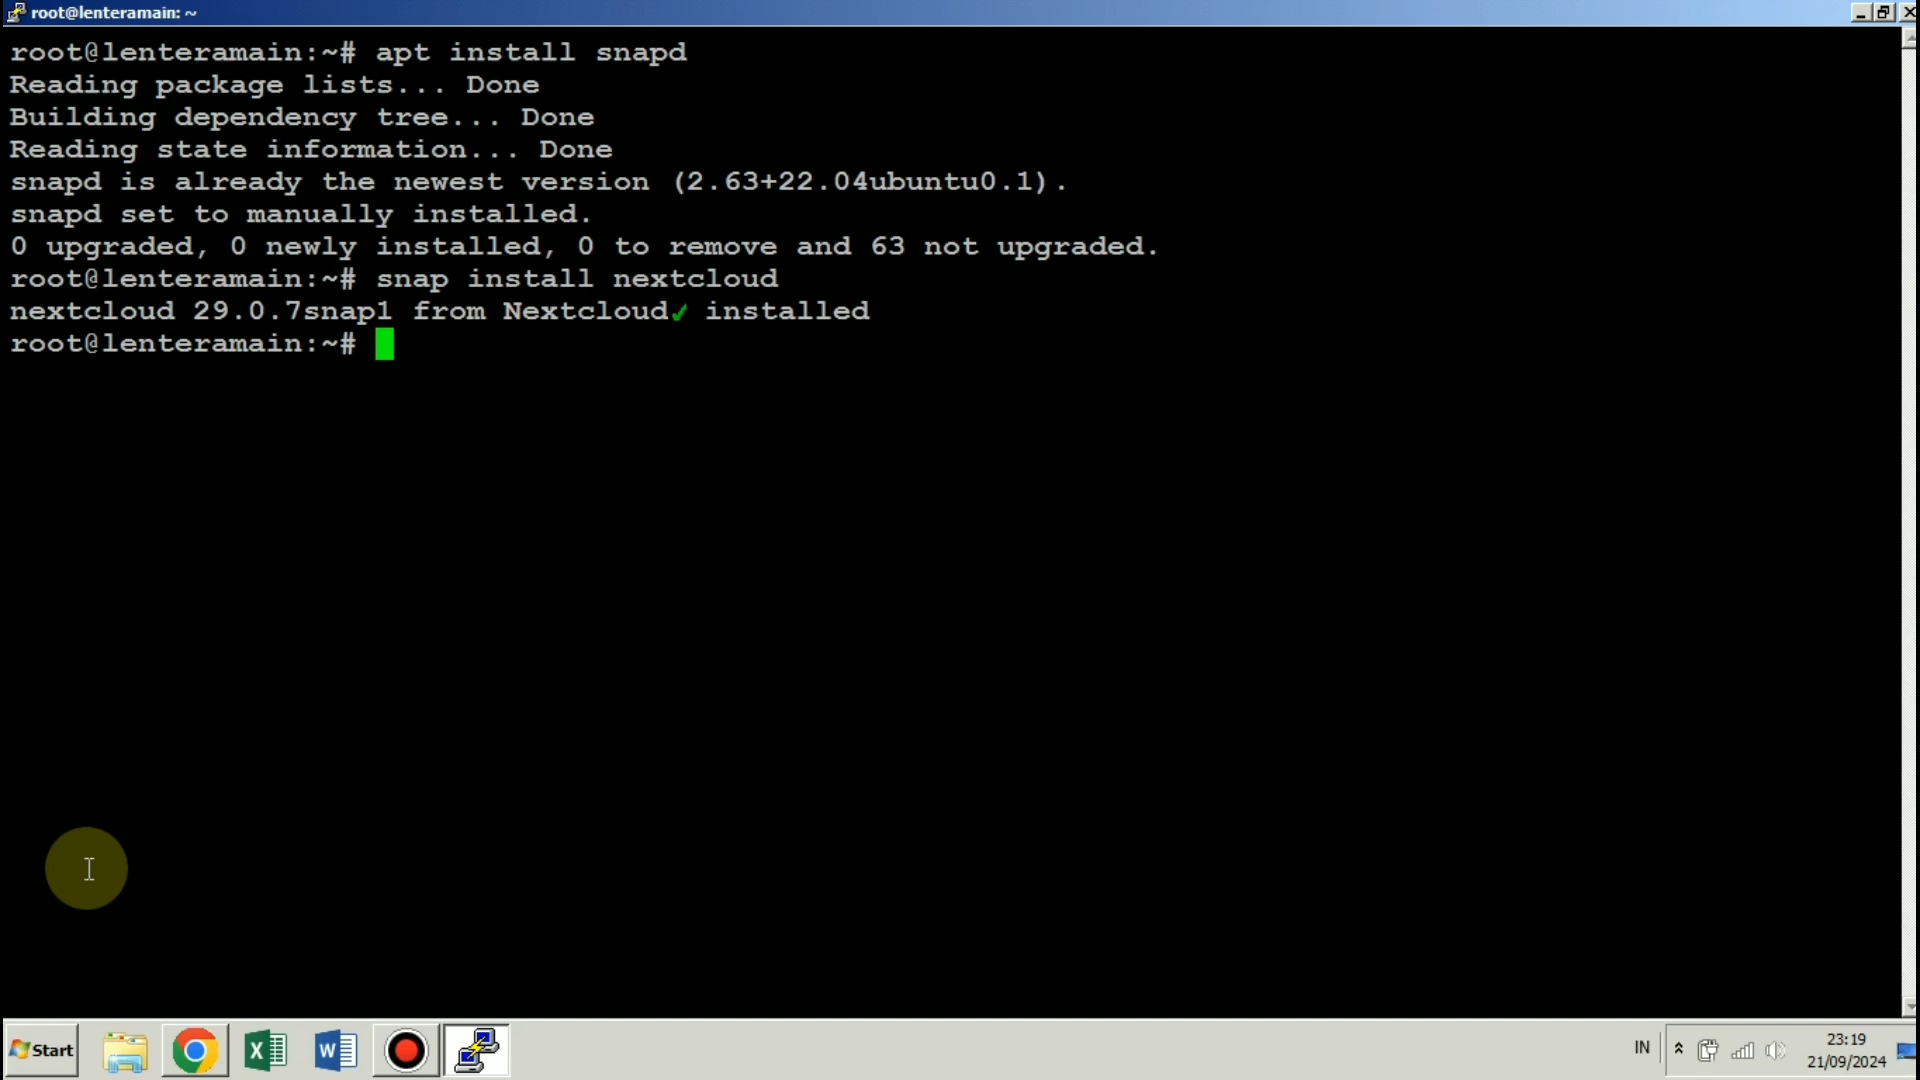 root@lenteramain: ~
root@lenteramain:~# apt install snapd
Reading package lists... Done
Building dependency tree... Done
Reading state information... Done
snapd is already the newest version (2.63+22.04ubuntu0.1).
snapd set to manually installed.
0 upgraded, 0 newly installed, 0 to remove and 63 not upgraded.
root@lenteramain:~# snap install nextcloud
nextcloud 29.0.7snap1 from Nextcloud✓ installed
root@lenteramain:~#
Start
X
W
IN
23:19
21/09/2024